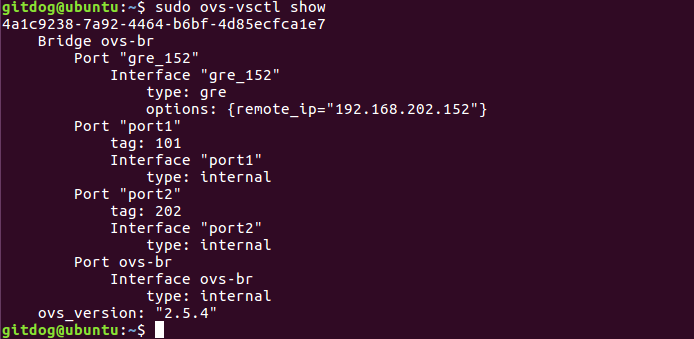 gitdog@ubuntu:~$ sudo ovs-vsctl show
4a1c9238-7a92-4464-b6bf-4d85ecfca1e7
    Bridge ovs-br
        Port "gre_152"
            Interface "gre_152"
                type: gre
                options: {remote_ip="192.168.202.152"}
        Port "port1"
            tag: 101
            Interface "port1"
                type: internal
        Port "port2"
            tag: 202
            Interface "port2"
                type: internal
        Port ovs-br
            Interface ovs-br
                type: internal
    ovs_version: "2.5.4"
gitdog@ubuntu:~$